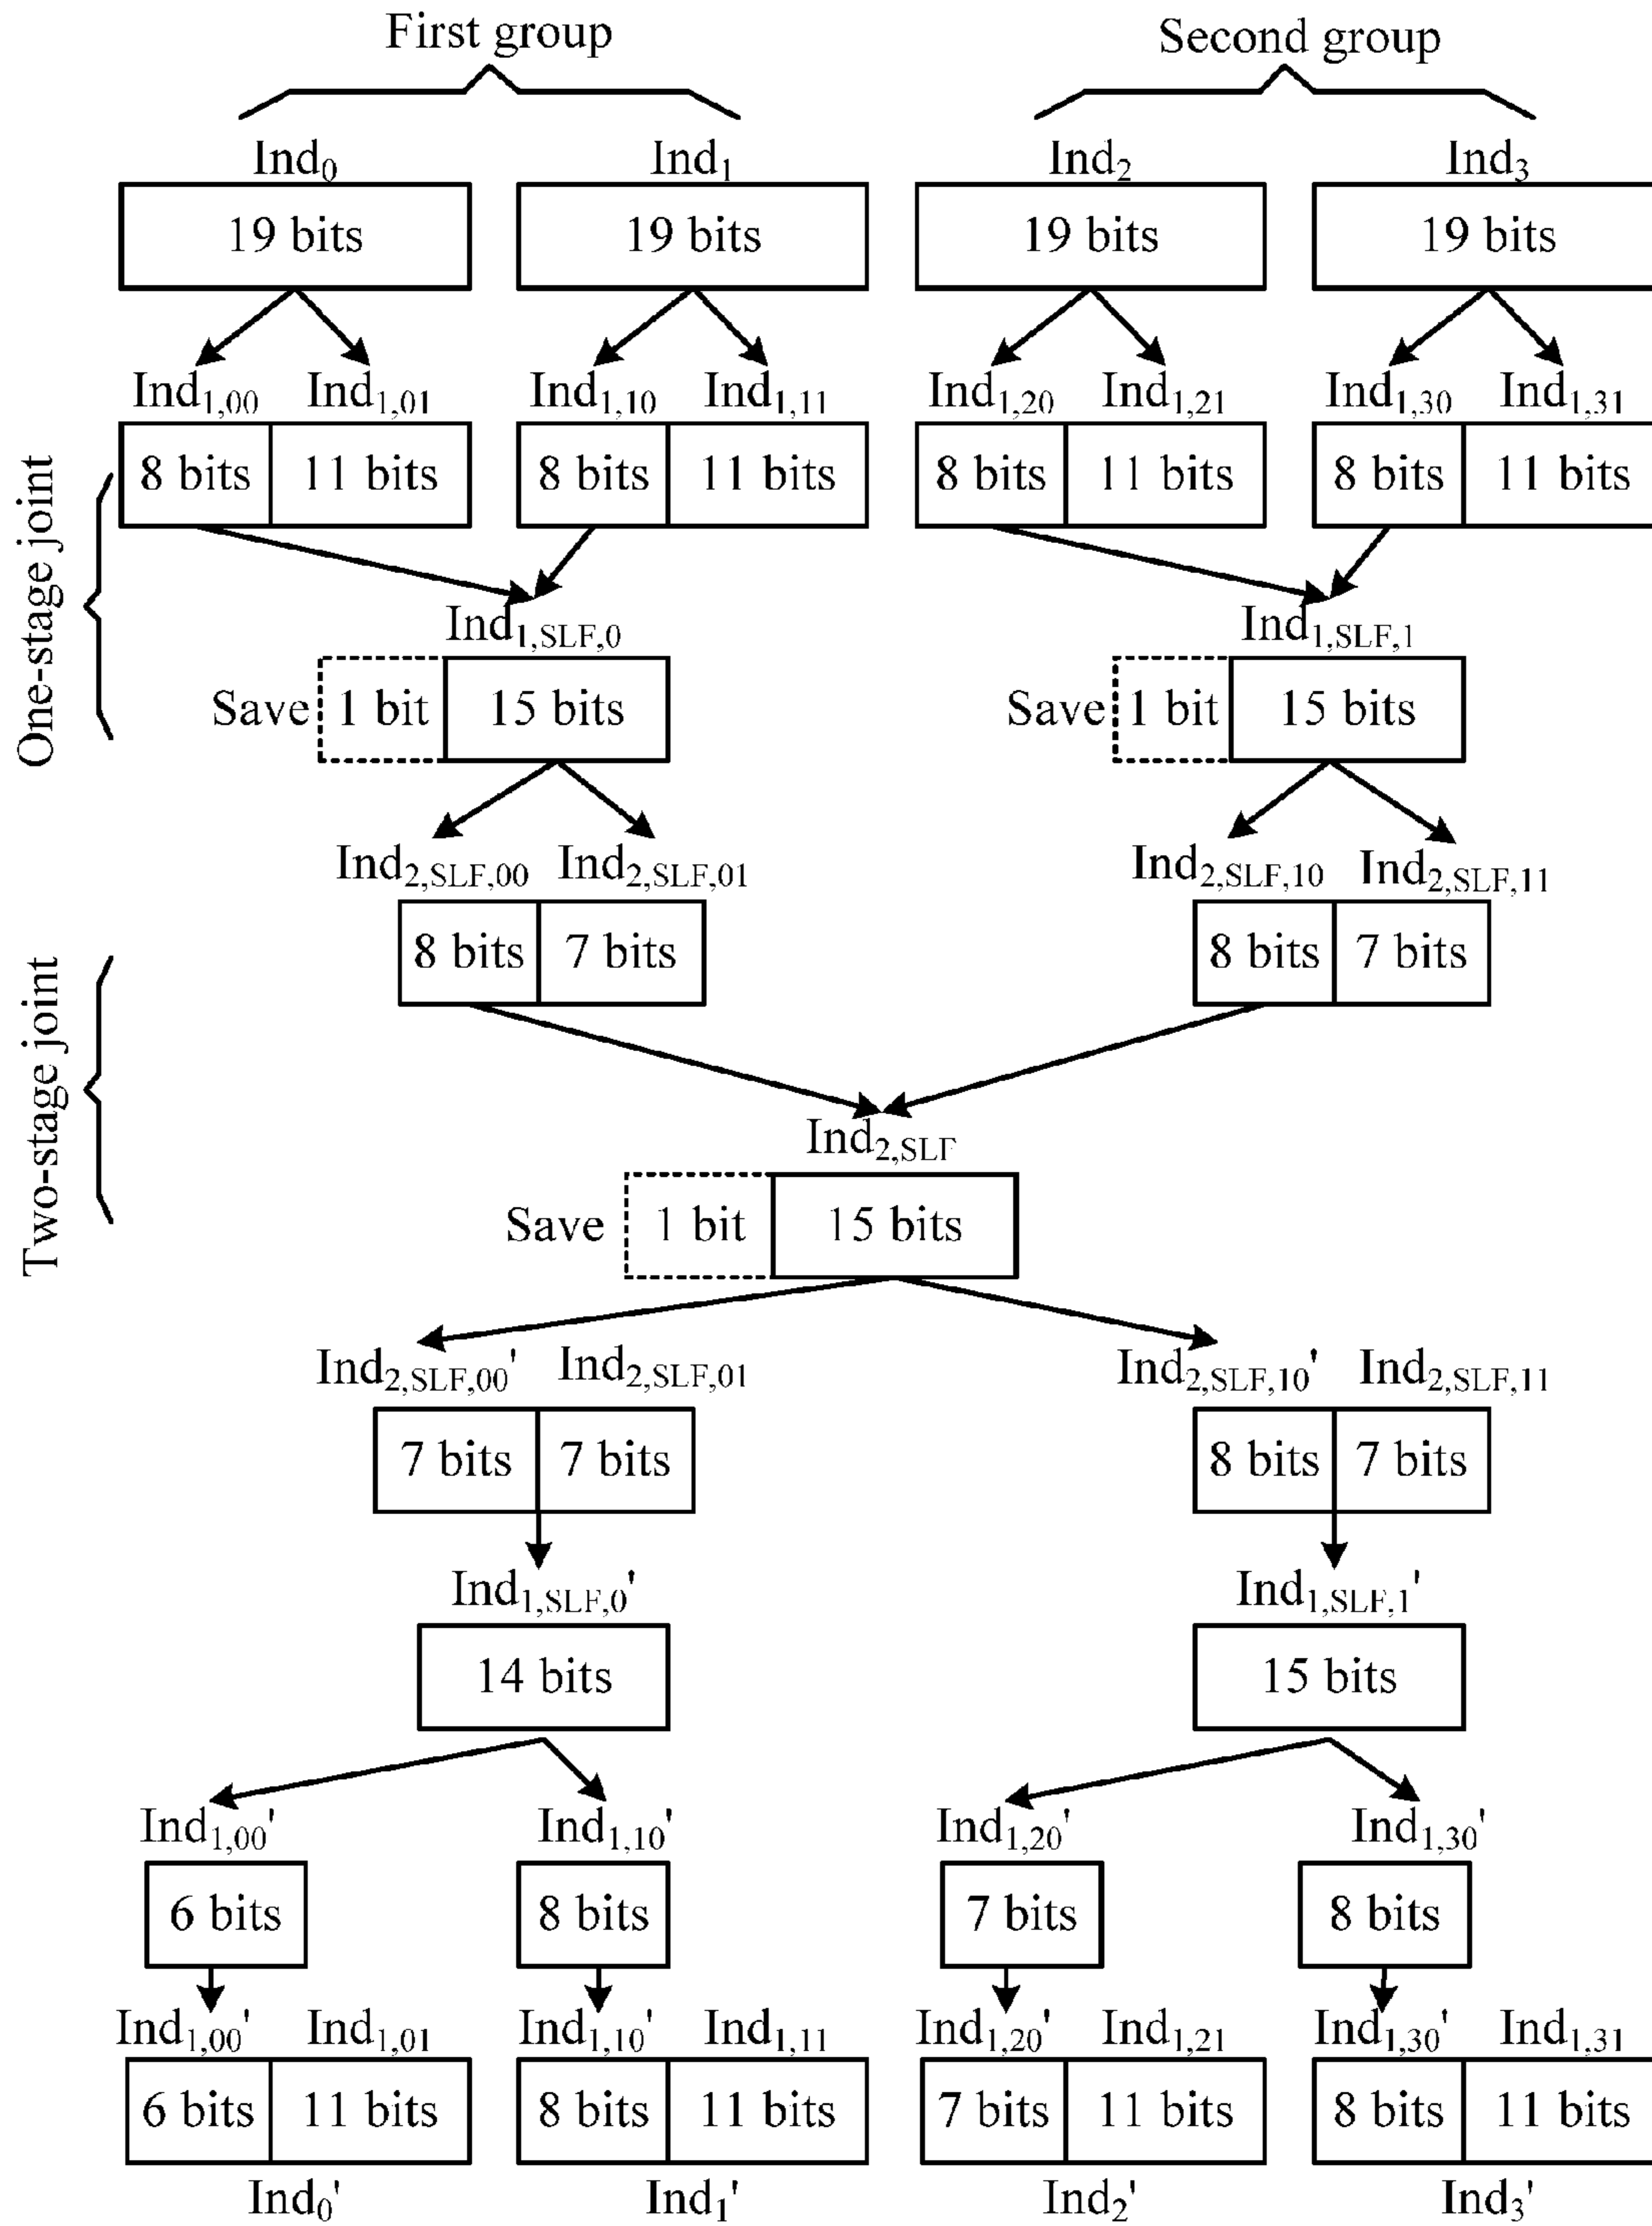 First group Second group
Ind0 Ind1 Ind2 Ind3
19 bits 19 bits 19 bits 19 bits
Ind1,00 Ind1,01 Ind1,10 Ind1,11 Ind1,20 Ind1,21 Ind1,30 Ind1,31
8 bits 11 bits 8 bits 11 bits 8 bits 11 bits 8 bits 11 bits
One-stage joint
Ind1,SLF,0 Ind1,SLF,1
Save 1 bit 15 bits Save 1 bit 15 bits
Ind2,SLF,00 Ind2,SLF,01 Ind2,SLF,10 Ind2,SLF,11
8 bits 7 bits 8 bits 7 bits
Two-stage joint
Ind2,SLF
Save 1 bit 15 bits
Ind2,SLF,00' Ind2,SLF,01 Ind2,SLF,10' Ind2,SLF,11
7 bits 7 bits 8 bits 7 bits
Ind1,SLF,0' Ind1,SLF,1'
14 bits 15 bits
Ind1,00' Ind1,10' Ind1,20' Ind1,30'
6 bits 8 bits 7 bits 8 bits
Ind1,00' Ind1,01 Ind1,10' Ind1,11 Ind1,20' Ind1,21 Ind1,30' Ind1,31
6 bits 11 bits 8 bits 11 bits 7 bits 11 bits 8 bits 11 bits
Ind0' Ind1' Ind2' Ind3'